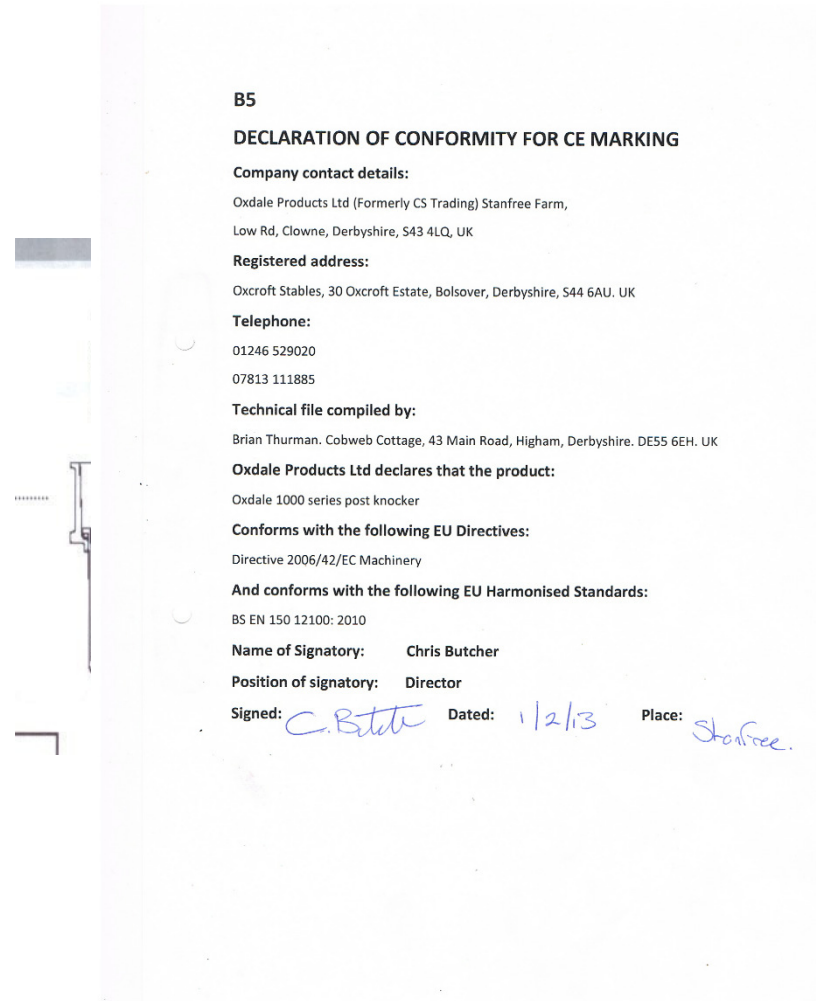 B5
DECLARATION OF CONFORMITY FOR CE MARKING
Company contact details:
Oxdale Products Ltd (Formerly CS Trading) Stanfree Farm,
Low Rd, Clowne, Derbyshire, S43 4LQ, UK
Registered address:
Oxcroft Stables, 30 Oxcroft Estate, Bolsover, Derbyshire, S44 6AU. UK
Telephone:
01246 529020
07813 111885
Technical file compiled by:
Brian Thurman. Cobweb Cottage, 43 Main Road, Higham, Derbyshire. DE55 6EH. UK
Oxdale Products Ltd declares that the product:
Oxdale 1000 series post knocker
Conforms with the following EU Directives:
Directive 2006/42/EC Machinery
And conforms with the following EU Harmonised Standards:
BS EN 150 12100: 2010
Name of Signatory: Chris Butcher
Position of signatory: Director
Signed: C. Butcher Dated: 1/2/13 Place: Stanfree.